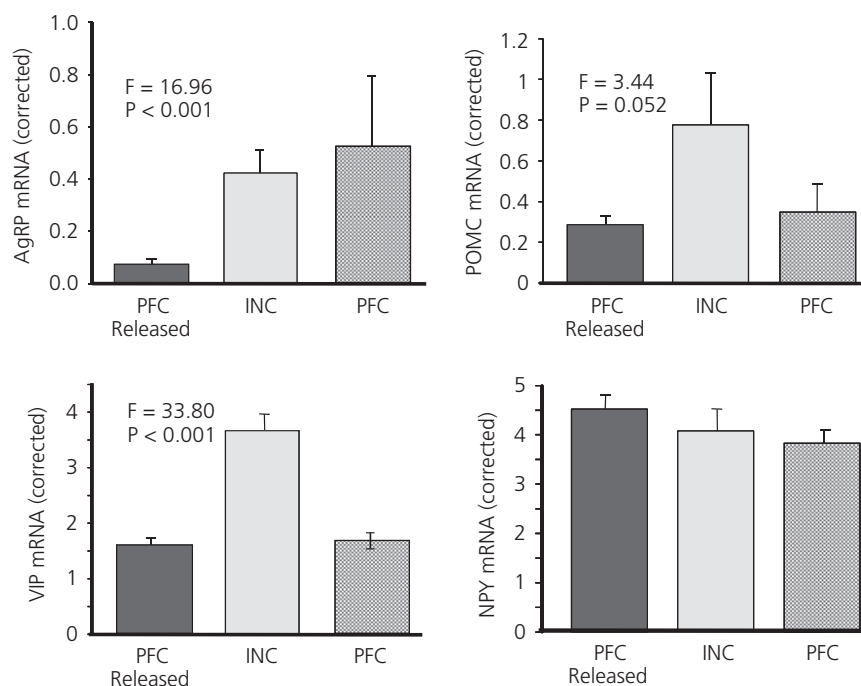 AgRP mRNA (corrected)
1.0
0.8
0.6
0.4
0.2
0.0
F = 16.96
P < 0.001
PFC
Released
INC
PFC
POMC mRNA (corrected)
1.2
1
0.8
0.6
0.4
0.2
0
F = 3.44
P = 0.052
PFC
Released
INC
PFC
VIP mRNA (corrected)
4
3
2
1
0
F = 33.80
P < 0.001
PFC
Released
INC
PFC
NPY mRNA (corrected)
5
4
3
2
1
0
PFC
Released
INC
PFC